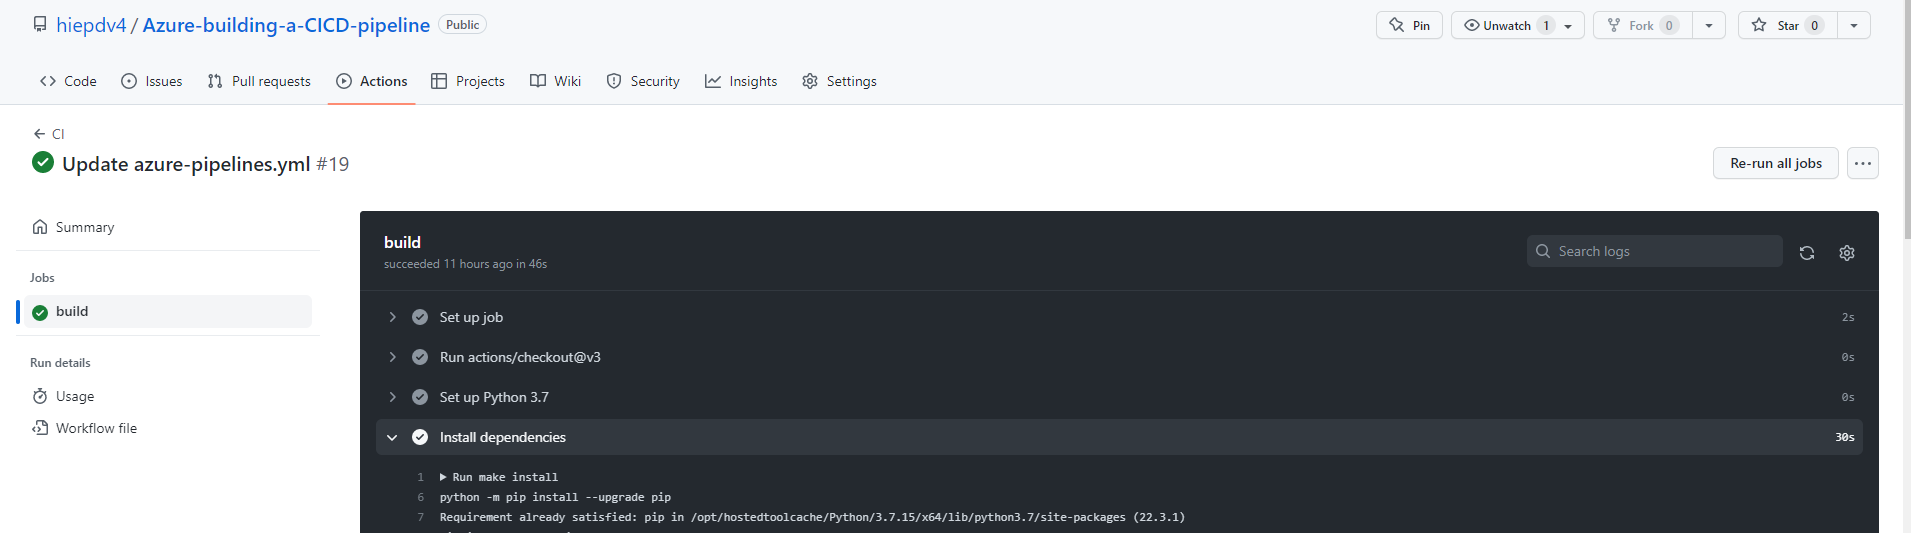 hiepdv4 / Azure-building-a-CICD-pipeline Public Pin Unwatch 1 Fork 0 Star 0
Code Issues Pull requests Actions Projects Wiki Security Insights Settings
← CI
Update azure-pipelines.yml #19
Re-run all jobs ...
Summary
Jobs
build
Run details
Usage
Workflow file
build
succeeded 11 hours ago in 46s
Search logs
Set up job 2s
Run actions/checkout@v3 0s
Set up Python 3.7 0s
Install dependencies 30s
1 ▶ Run make install
6 python -m pip install --upgrade pip
7 Requirement already satisfied: pip in /opt/hostedtoolcache/Python/3.7.15/x64/lib/python3.7/site-packages (22.3.1)